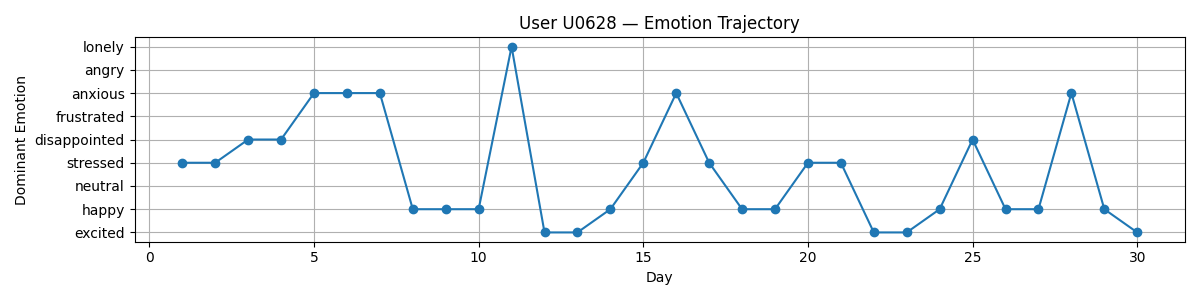 User U0628 — Emotion Trajectory
Dominant Emotion
lonely
angry
anxious
frustrated
disappointed
stressed
neutral
happy
excited
0 5 10 15 20 25 30
Day